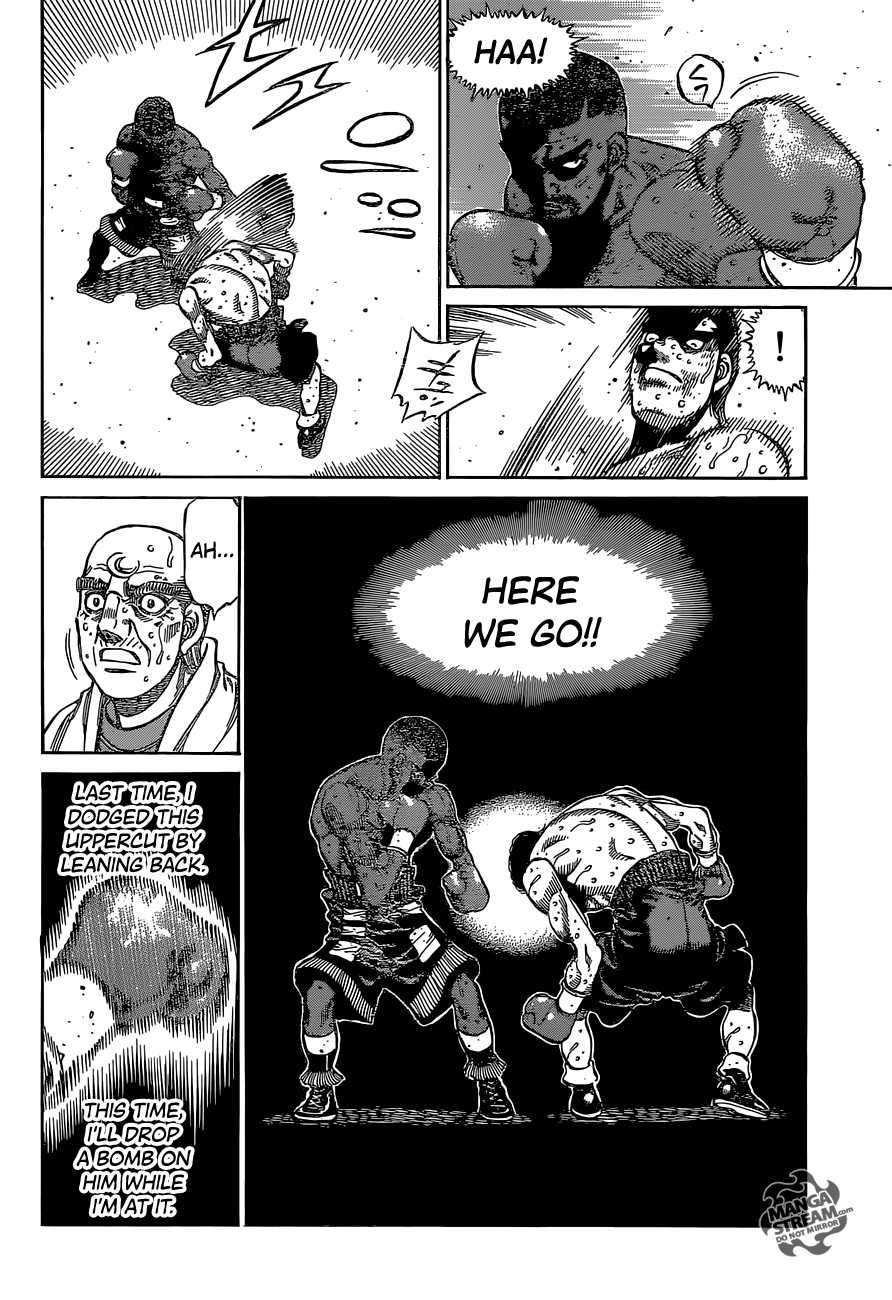 HAA!
!
HERE
WE GO!!
AH...
LAST TIME, I
DODGED THIS
UPPERCUT BY
LEANING BACK.
THIS TIME,
I'LL DROP
A BOMB ON
HIM WHILE
I'M AT IT.
MANGA
STREAM.com
DO NOT MIRROR